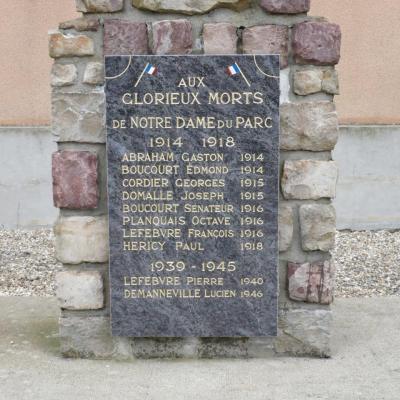 AUX
GLORIEUX MORTS
DE NOTRE DAME DU PARC
1914 1918
ABRAHAM GASTON 1914
BOUCOURT EDMOND 1914
CORDIER GEORGES 1915
DOMALLE JOSEPH 1915
BOUCOURT SÉNATEUR 1916
PLANQUAIS OCTAVE 1916
LEFEBVRE FRANÇOIS 1916
HERICY PAUL 1918
1939 - 1945
LEFEBVRE PIERRE 1940
DEMANNEVILLE LUCIEN 1946